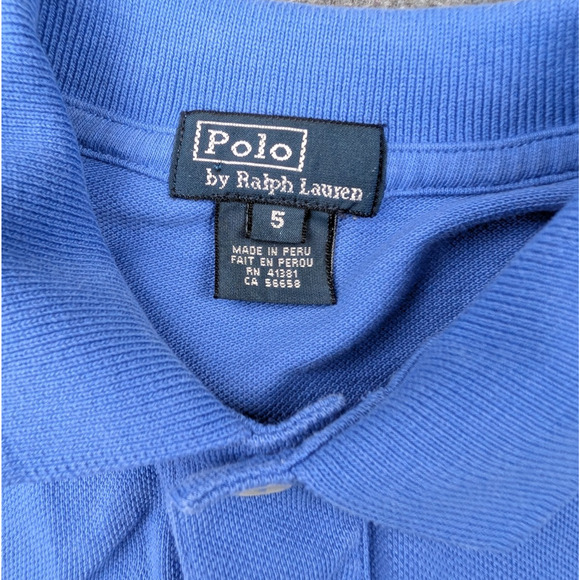 Polo
by Ralph Lauren
5
MADE IN PERU
FAIT EN PEROU
RN 41381
CA 56658